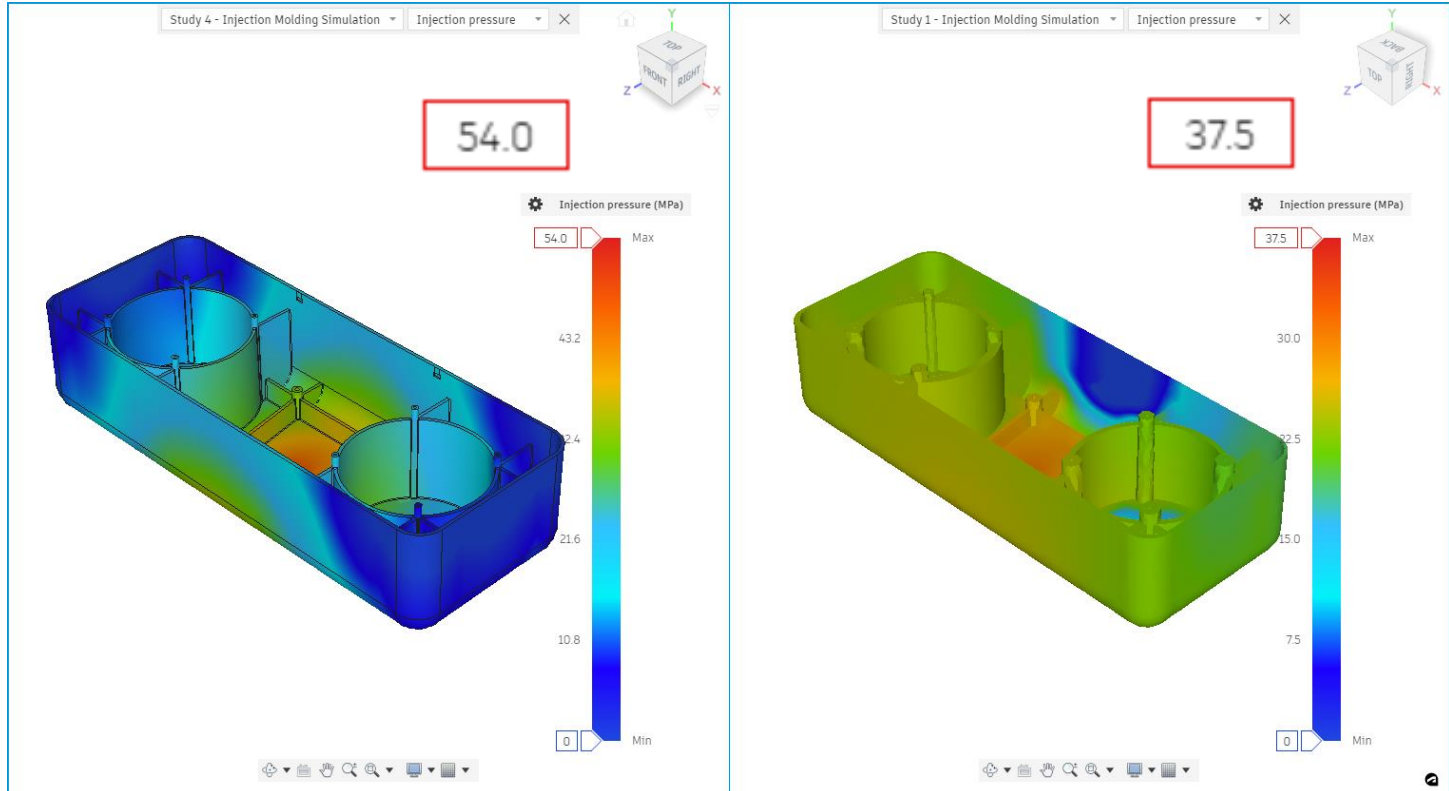 Study 4 - Injection Molding Simulation Injection pressure
Y
TOP
FRONT RIGHT
Z X
54.0
Injection pressure (MPa)
54.0 Max
43.2
2.4
21.6
10.8
0 Min
Study 1 - Injection Molding Simulation Injection pressure
Y
BACK
TOP RIGHT
Z X
37.5
Injection pressure (MPa)
37.5 Max
30.0
22.5
15.0
7.5
0 Min